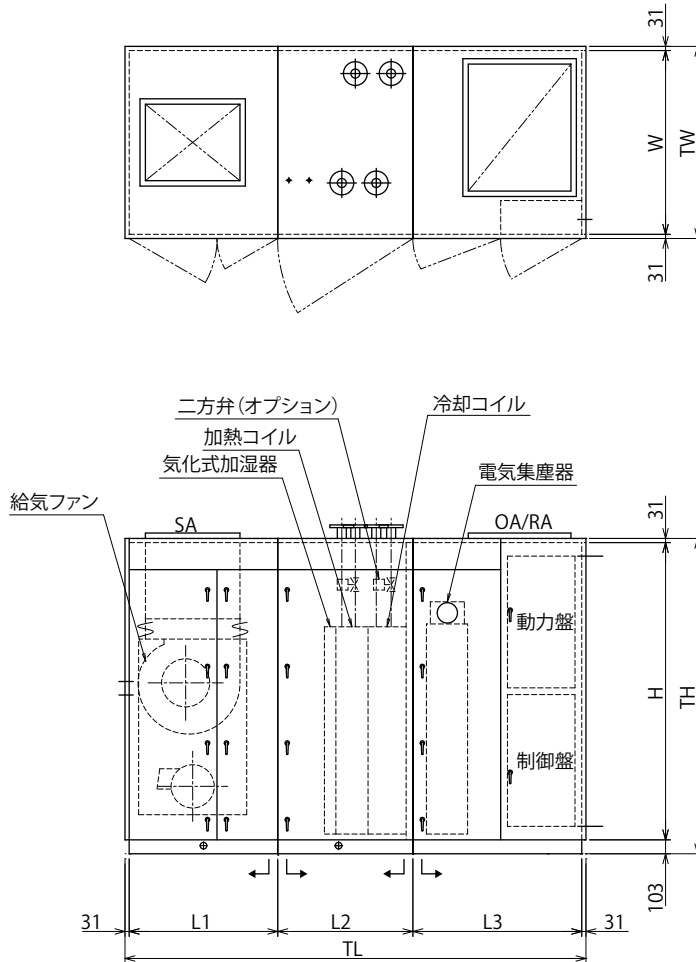 31
W
TW
31
二方弁（オプション）
冷却コイル
加熱コイル
気化式加湿器
電気集塵器
給気ファン
SA
OA/RA
31
動力盤
H
TH
制御盤
103
31
L1
L2
L3
31
TL